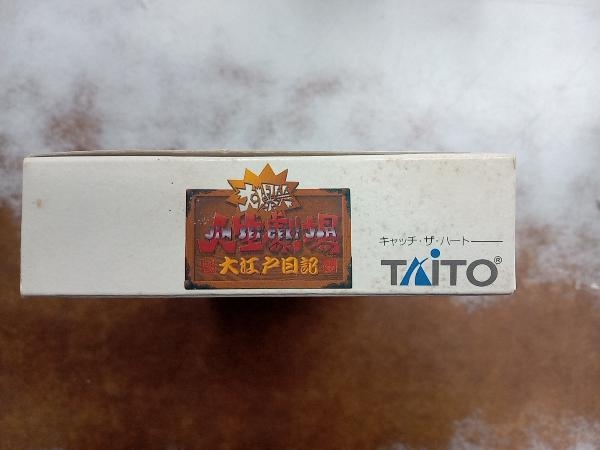 大爆笑
人生劇場
大江戸日記
キャッチ・ザ・ハート
TAITO®